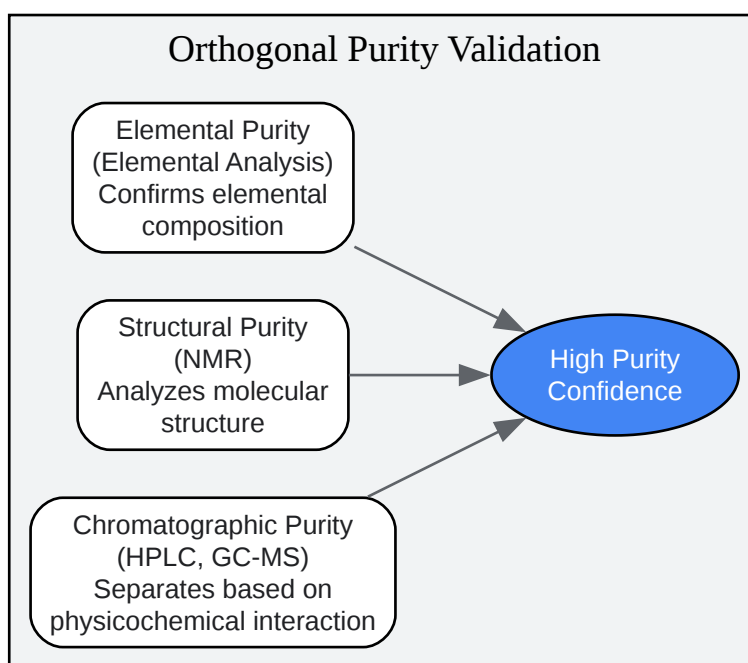 Orthogonal Purity Validation
Elemental Purity
(Elemental Analysis)
Confirms elemental
composition
Structural Purity
(NMR)
Analyzes molecular
structure
High Purity
Confidence
Chromatographic Purity
(HPLC, GC-MS)
Separates based on
physicochemical interaction